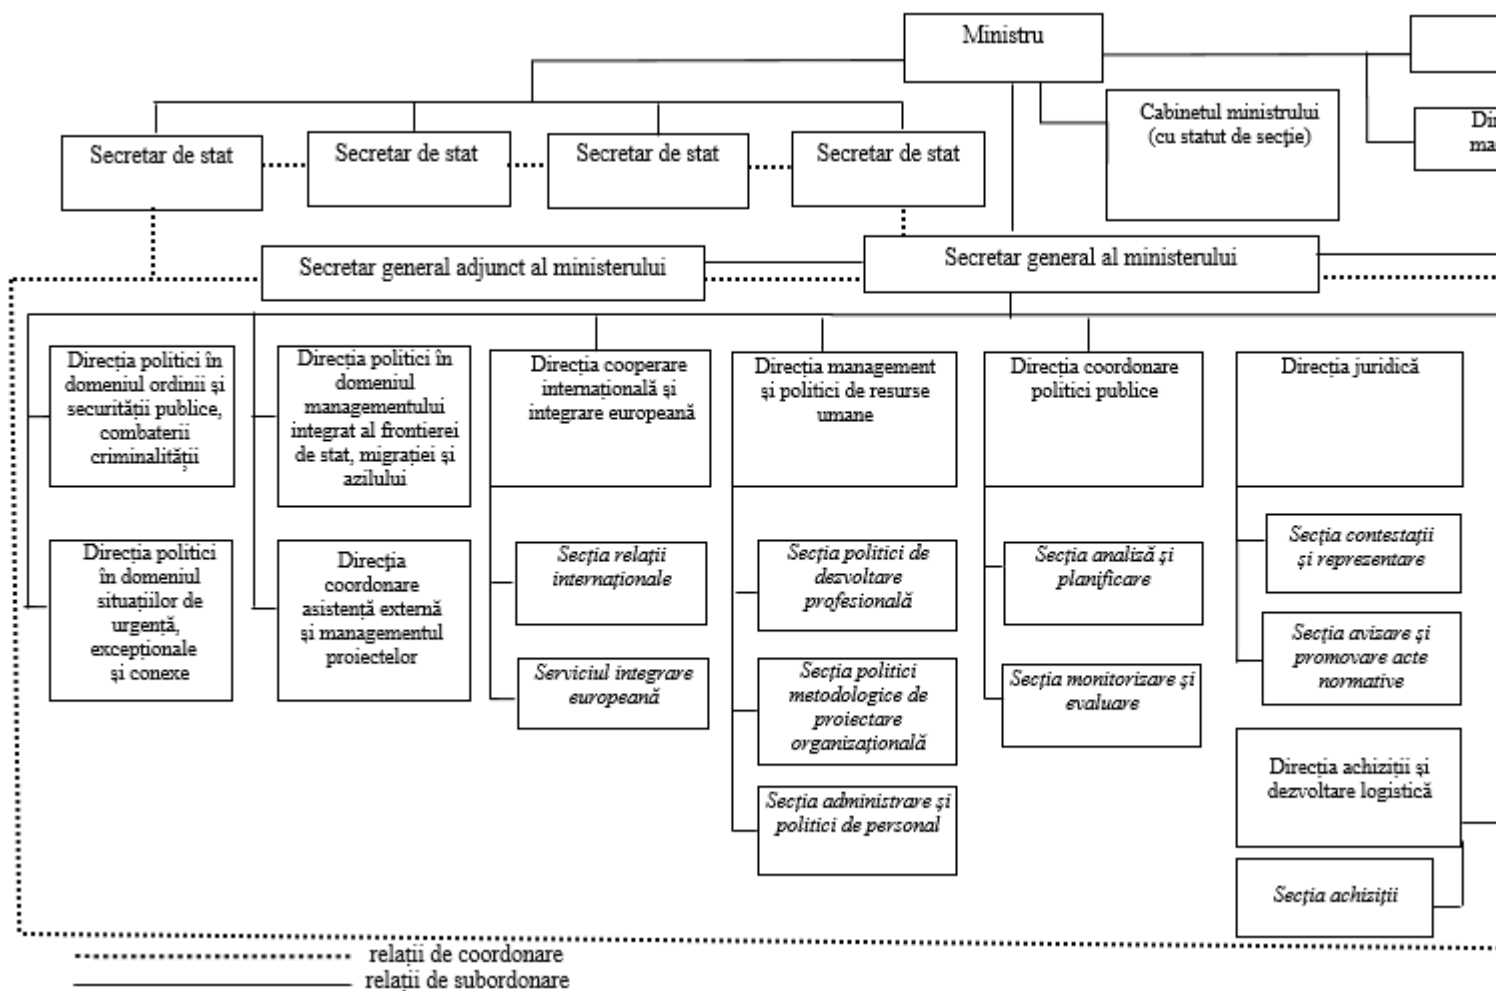 Ministru
Cabinetul ministrului
(cu statut de secție)
Secretar de stat
Secretar de stat
Secretar de stat
Secretar de stat
Secretar general adjunct al ministerului
Secretar general al ministerului
Direcția politici în
domeniul ordinii și
securității publice,
combaterii
criminalității
Direcția politici în
domeniul
managementului
integrat al frontierei
de stat, migrației și
azilului
Direcția cooperare
internațională și
integrare europeană
Direcția management
și politici de resurse
umane
Direcția coordonare
politici publice
Direcția juridică
Direcția politici
în domeniul
situațiilor de
urgență,
excepționale
și conexe
Direcția
coordonare
asistență externă
și managementul
proiectelor
Secția relații
internaționale
Serviciul integrare
europeană
Secția politici de
dezvoltare
profesională
Secția politici
metodologice de
proiectare
organizațională
Secția administrare și
politici de personal
Secția analiză și
planificare
Secția monitorizare și
evaluare
Secția contestații
și reprezentare
Secția avizare și
promovare acte
normative
Direcția achiziții și
dezvoltare logistică
Secția achiziții
relații de coordonare
relații de subordonare